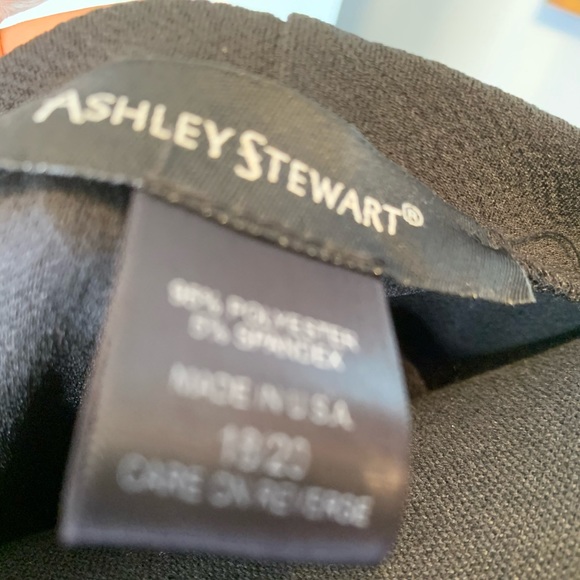 ASHLEY STEWART®
95% POLYESTER
5% SPANDEX
MADE IN U.S.A.
18/20
CARE ON REVERSE